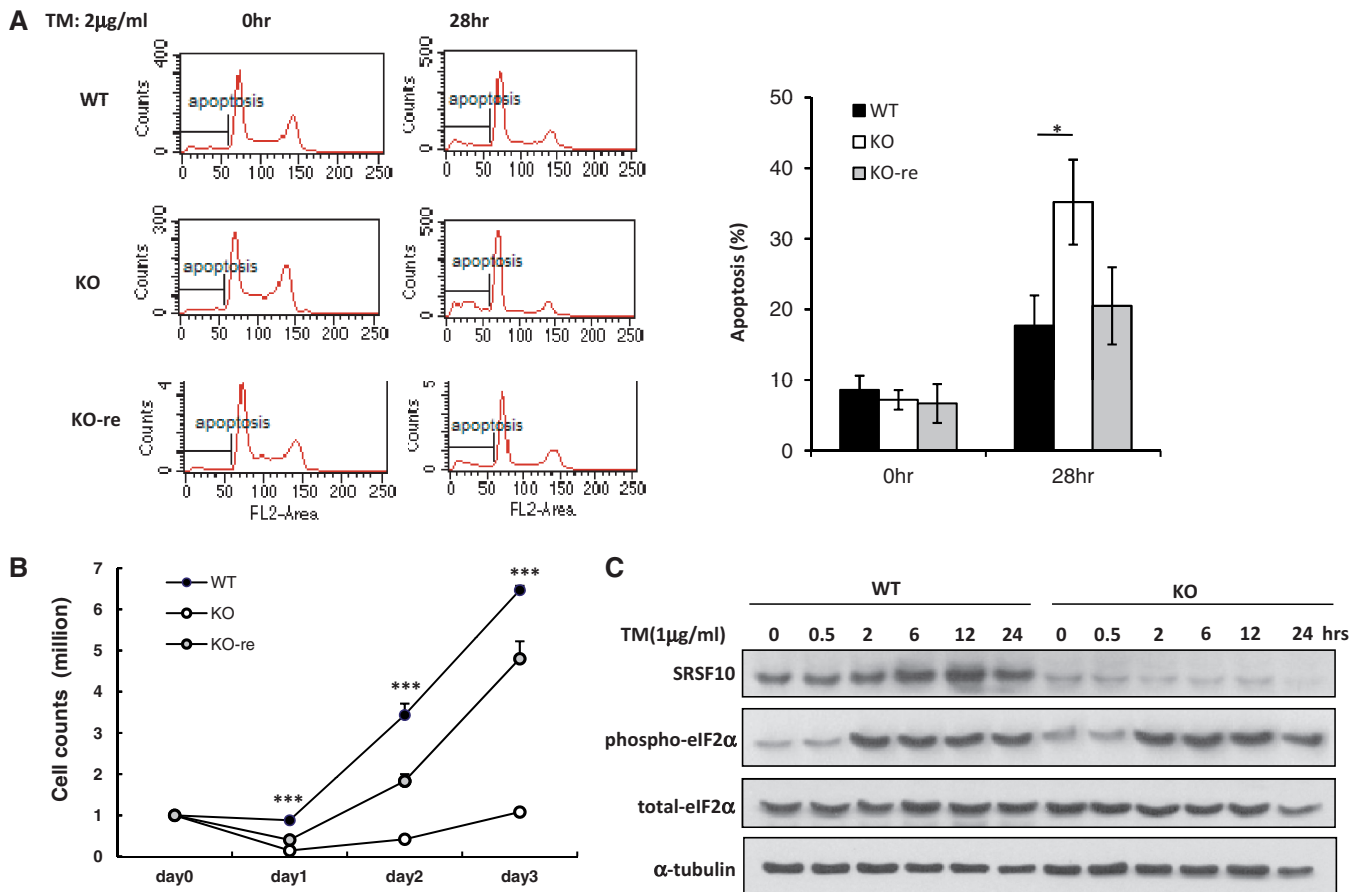 A
TM: 2μg/ml 0hr 28hr
WT
Counts
400
0
apoptosis
0 50 100 150 200 250
Counts
500
0
apoptosis
0 50 100 150 200 250
KO
Counts
300
0
apoptosis
0 50 100 150 200 250
Counts
500
0
apoptosis
0 50 100 150 200 250
KO-re
Counts
4
0
apoptosis
0 50 100 150 200 250
FL2-Area
Counts
5
0
apoptosis
0 50 100 150 200 250
FL2-Area
Apoptosis (%)
50
40
30
20
10
0
WT
KO
KO-re
*
0hr 28hr
B
Cell counts (million)
7
6
5
4
3
2
1
0
WT
KO
KO-re
***
***
***
day0 day1 day2 day3
C
WT KO
TM(1μg/ml) 0 0.5 2 6 12 24 0 0.5 2 6 12 24 hrs
SRSF10
phospho-eIF2α
total-eIF2α
α-tubulin